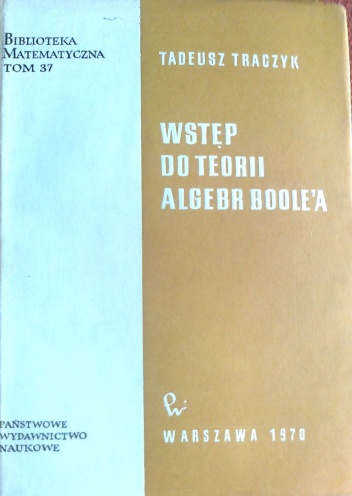 BIBLIOTEKA
MATEMATYCZNA
TOM 37
TADEUSZ TRACZYK
WSTĘP
DO TEORII
ALGEBR BOOLE'A
PAŃSTWOWE
WYDAWNICTWO
NAUKOWE
WARSZAWA 1970